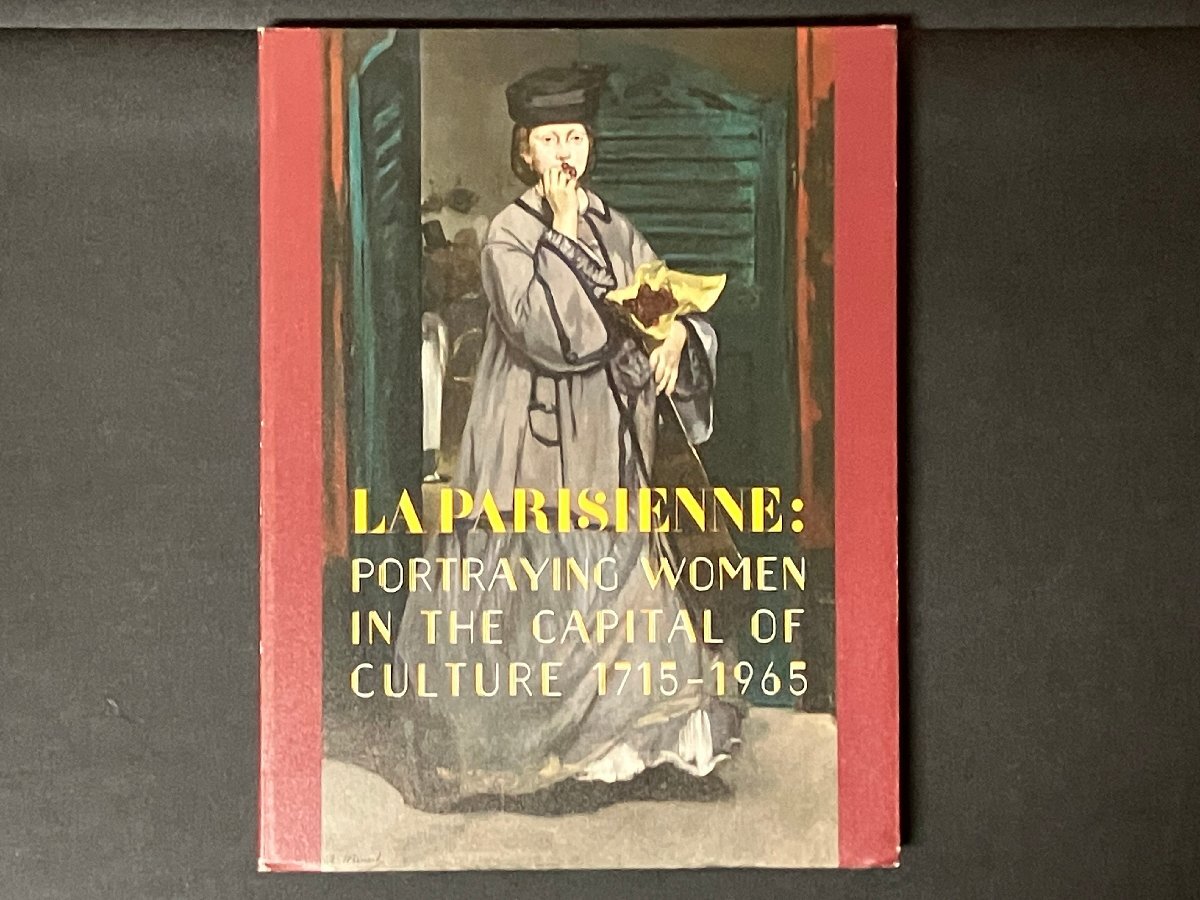 LA PARISIENNE:
PORTRAYING WOMEN
IN THE CAPITAL OF
CULTURE 1715-1965